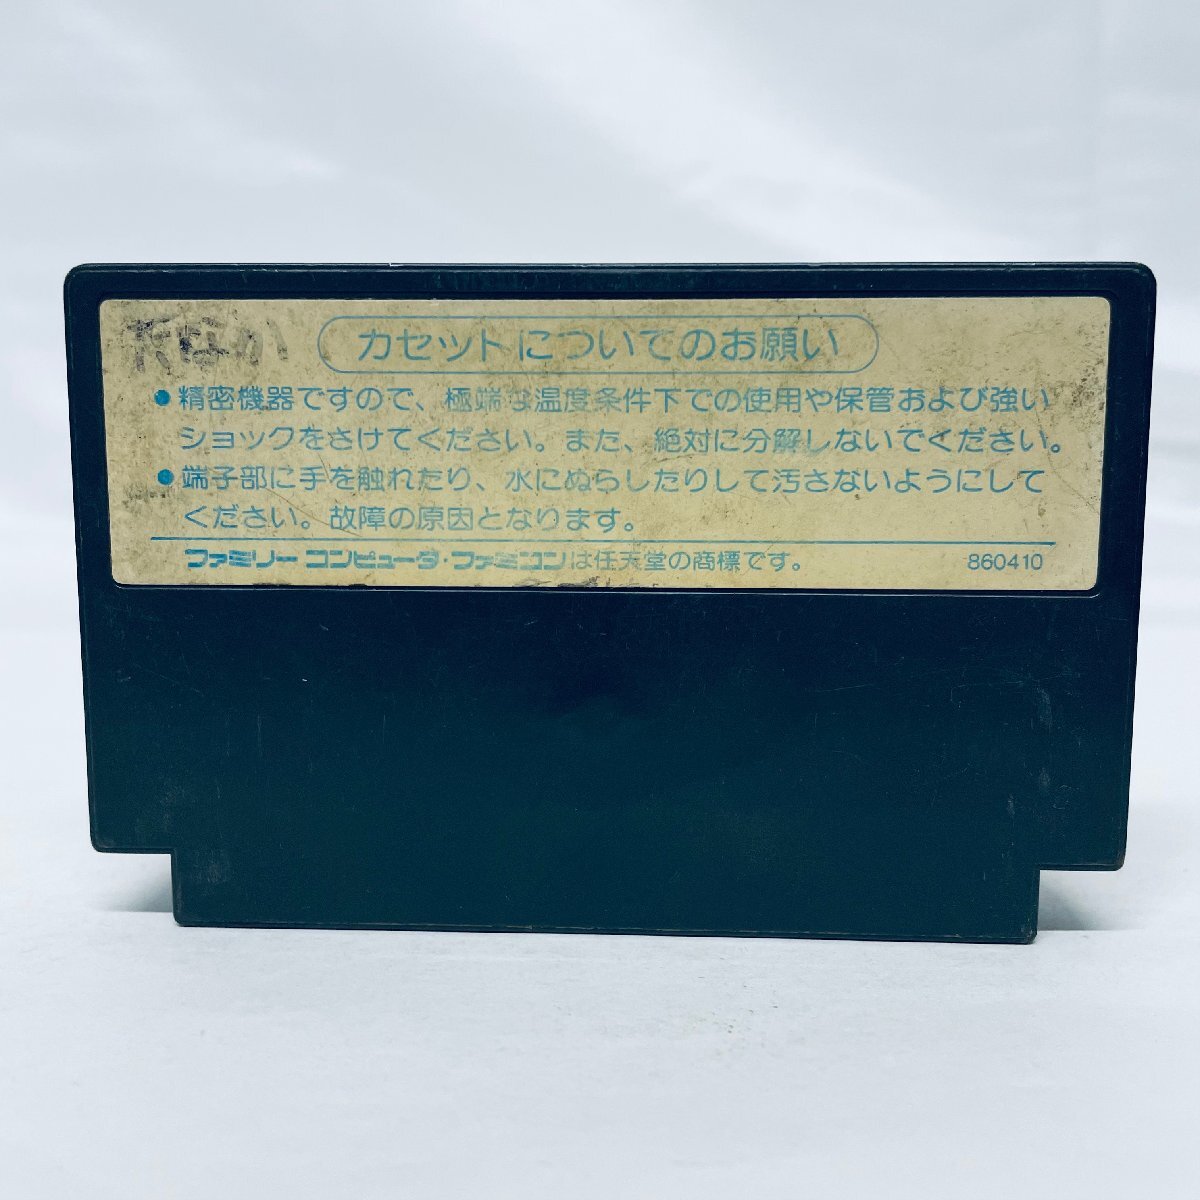 たなか
カセットについてのお願い
●精密機器ですので、極端な温度条件下での使用や保管および強い
ショックをさけてください。また、絶対に分解しないでください。
●端子部に手を触れたり、水にぬらしたりして汚さないようにして
ください。故障の原因となります。
ファミリーコンピュータ・ファミコンは任天堂の商標です。 860410